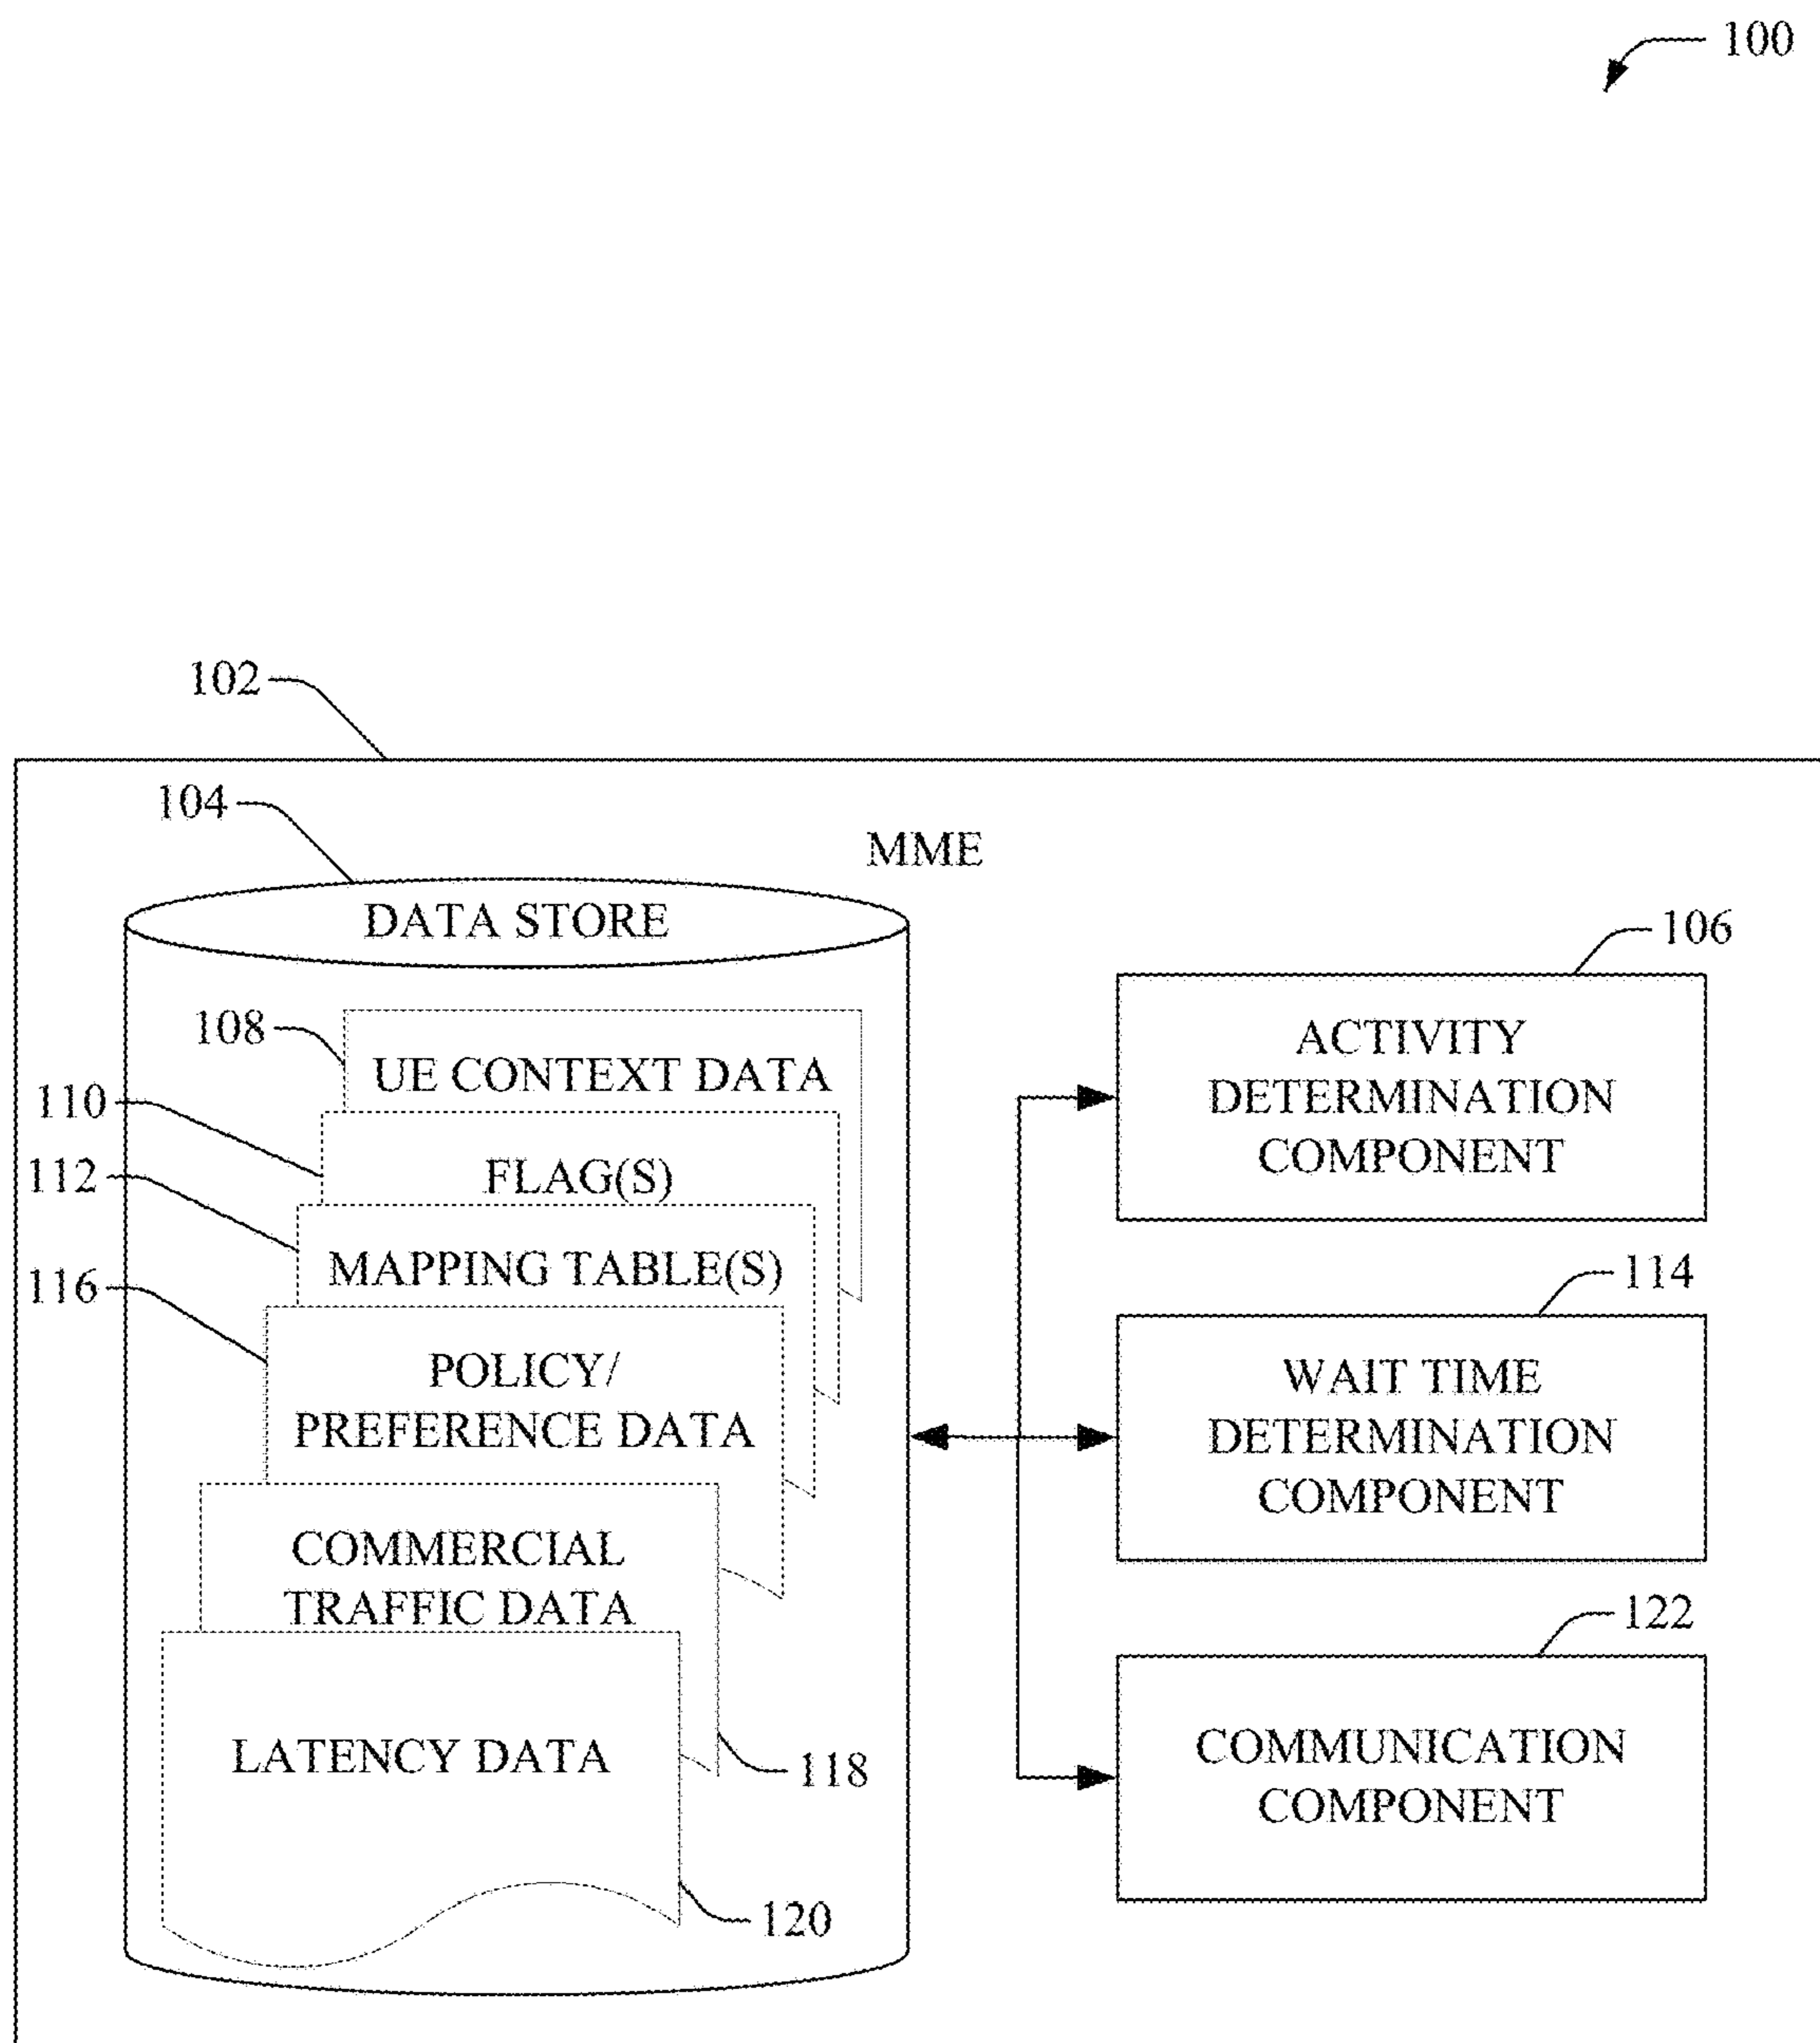 100
102
104
MME
DATA STORE
106
108
UE CONTEXT DATA
ACTIVITY
DETERMINATION
COMPONENT
110
FLAG(S)
112
MAPPING TABLE(S)
116
POLICY/
PREFERENCE DATA
114
WAIT TIME
DETERMINATION
COMPONENT
COMMERCIAL
TRAFFIC DATA
118
LATENCY DATA
120
122
COMMUNICATION
COMPONENT